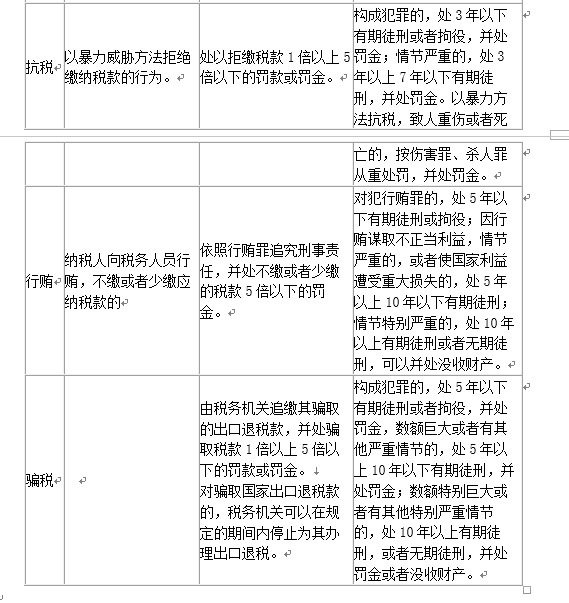 抗税
以暴力威胁方法拒绝
缴纳税款的行为。
处以拒缴税款 1 倍以上 5
倍以下的罚款或罚金。
构成犯罪的，处 3 年以下
有期徒刑或者拘役，并处
罚金；情节严重的，处 3
年以上 7 年以下有期徒
刑，并处罚金。以暴力方
法抗税，致人重伤或者死
亡的，按伤害罪、杀人罪
从重处罚，并处罚金。
行贿
纳税人向税务人员行
贿，不缴或者少缴应
纳税款的
依照行贿罪追究刑事责
任，并处不缴或者少缴
的税款 5 倍以下的罚
金。
对犯行贿罪的，处 5 年以
下有期徒刑或拘役；因行
贿谋取不正当利益，情节
严重的，或者使国家利益
遭受重大损失的，处 5 年
以上 10 年以下有期徒刑；
情节特别严重的，处 10 年
以上有期徒刑或者无期徒
刑，可以并处没收财产。
骗税
由税务机关追缴其骗取
的出口退税款，并处骗
取税款 1 倍以上 5 倍以
下的罚款或罚金。
对骗取国家出口退税款
的，税务机关可以在规
定的期间内停止为其办
理出口退税。
构成犯罪的，处 5 年以下
有期徒刑或者拘役，并处
罚金，数额巨大或者有其
他严重情节的，处 5 年以
上 10 年以下有期徒刑，并
处罚金；数额特别巨大或
者有其他特别严重情节
的，处 10 年以上有期徒
刑，或者无期徒刑，并处
罚金或者没收财产。